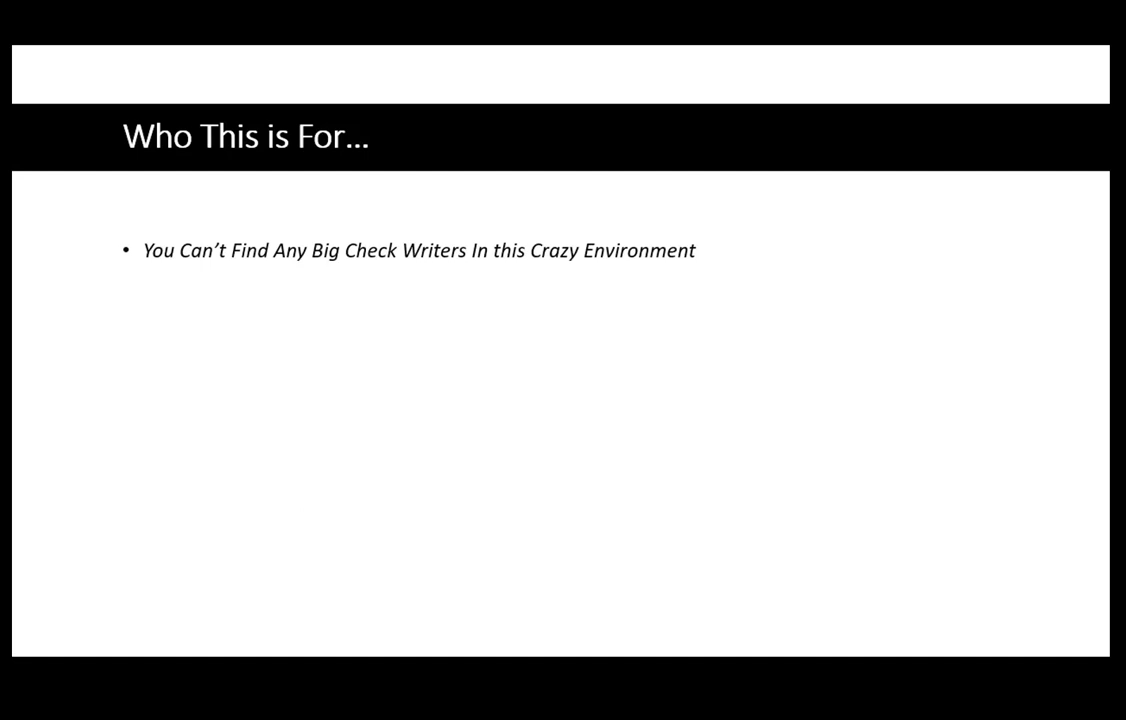 Who This is For...
• You Can’t Find Any Big Check Writers In this Crazy Environment